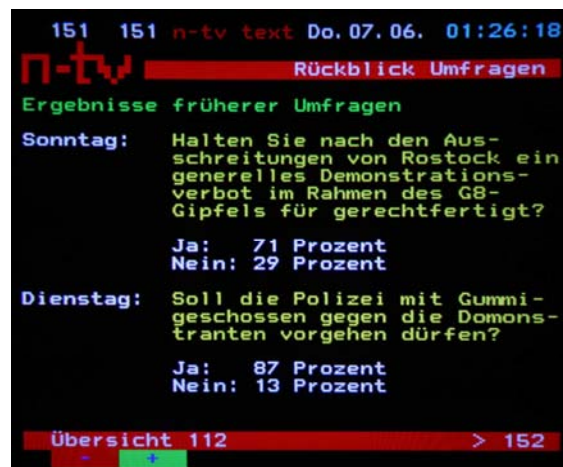 151 151 n-tv text Do.07.06. 01:26:18
n-tv Rückblick Umfragen
Ergebnisse früherer Umfragen
Sonntag: Halten Sie nach den Aus-
schreitungen von Rostock ein
generelles Demonstrations-
verbot im Rahmen des G8-
Gipfels für gerechtfertigt?
Ja: 71 Prozent
Nein: 29 Prozent
Dienstag: Soll die Polizei mit Gummi-
geschossen gegen die Domons-
tranten vorgehen dürfen?
Ja: 87 Prozent
Nein: 13 Prozent
Übersicht 112 > 152
- +